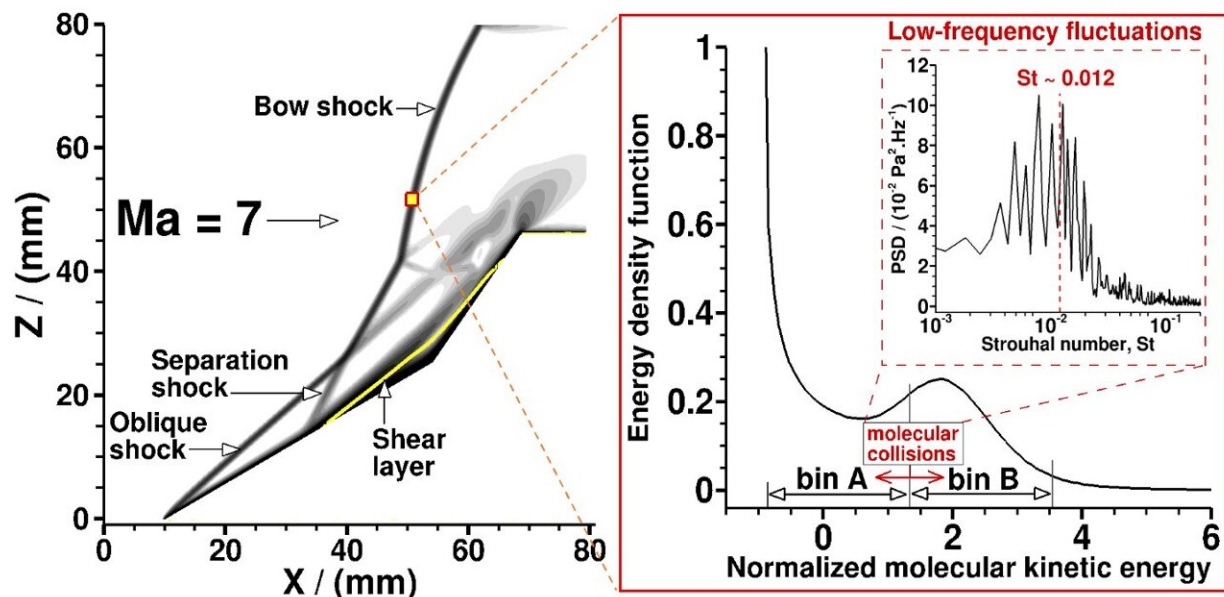 80
60
40
20
0
Z / (mm)
0
20
40
60
80
X / (mm)
Bow shock
Ma = 7
Separation
shock
Oblique
shock
Shear
layer
Low-frequency fluctuations
St ~ 0.012
12
10
8
6
4
2
0
PSD / (10⁻² Pa².Hz⁻¹)
10⁻³
10⁻²
10⁻¹
Strouhal number, St
1
0.8
0.6
0.4
0.2
0
Energy density function
molecular
collisions
bin A
bin B
0
2
4
6
Normalized molecular kinetic energy